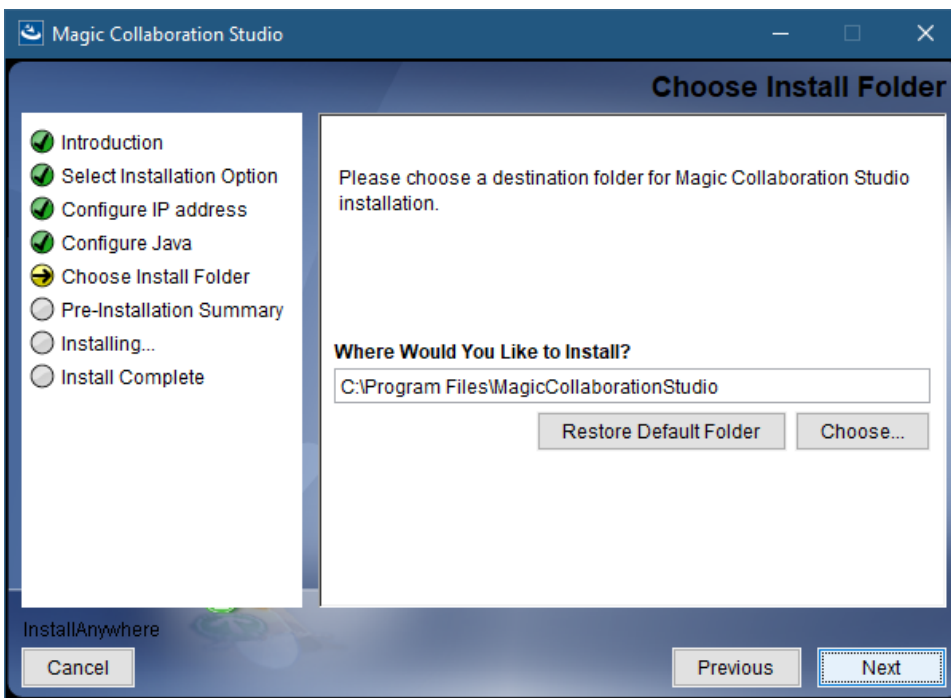 Magic Collaboration Studio
Choose Install Folder
Introduction
Select Installation Option
Configure IP address
Configure Java
Choose Install Folder
Pre-Installation Summary
Installing...
Install Complete
Please choose a destination folder for Magic Collaboration Studio
installation.
Where Would You Like to Install?
C:\Program Files\MagicCollaborationStudio
Restore Default Folder
Choose...
InstallAnywhere
Cancel
Previous
Next